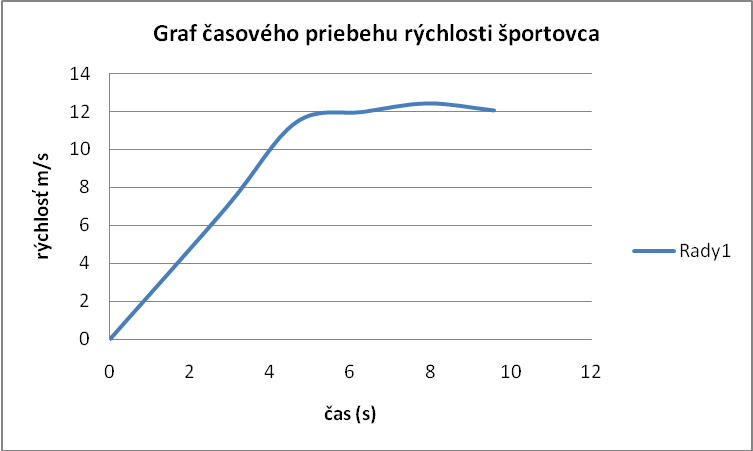 Graf časového priebehu rýchlosti športovca
rýchlosť m/s
14
12
10
8
6
4
2
0
0 2 4 6 8 10 12
čas (s)
Rady1